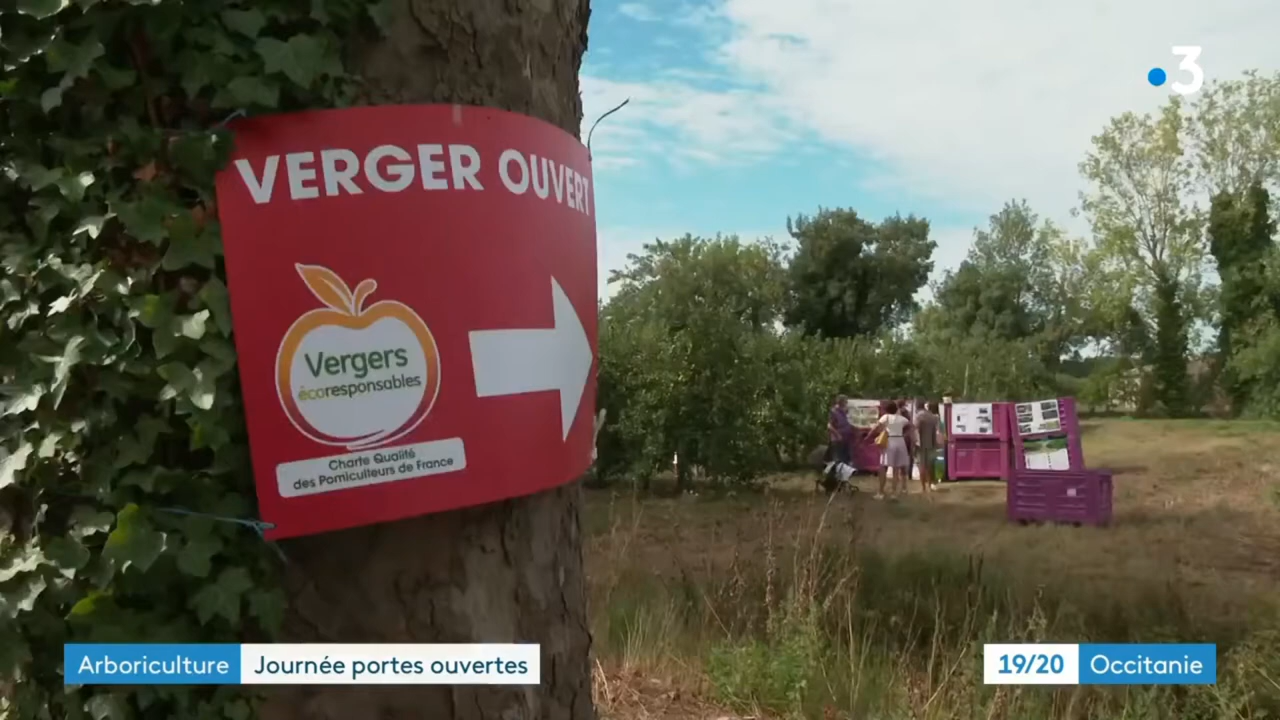 3
VERGER OUVERT
Vergers
écoresponsables
Charte Qualité
des Pomiculteurs de France
Arboriculture Journée portes ouvertes
19/20 Occitanie